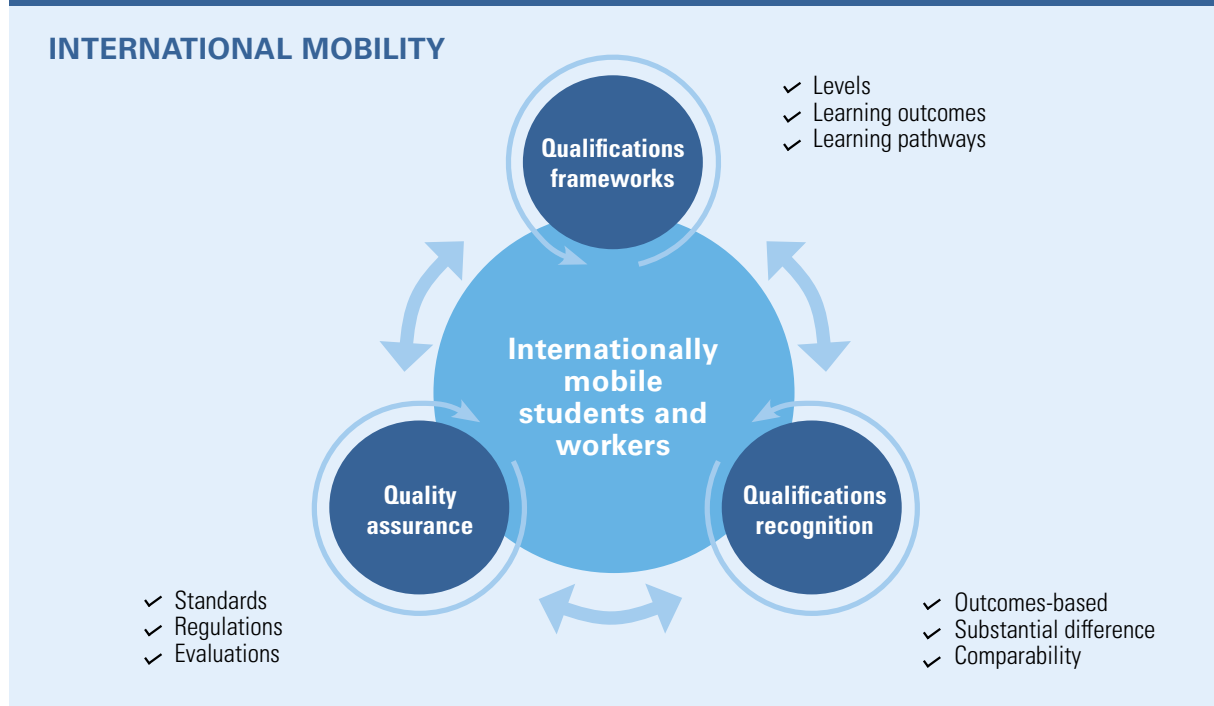 INTERNATIONAL MOBILITY
Qualifications
frameworks
Levels
Learning outcomes
Learning pathways
Internationally
mobile
students and
workers
Quality
assurance
Qualifications
recognition
Standards
Regulations
Evaluations
Outcomes-based
Substantial difference
Comparability